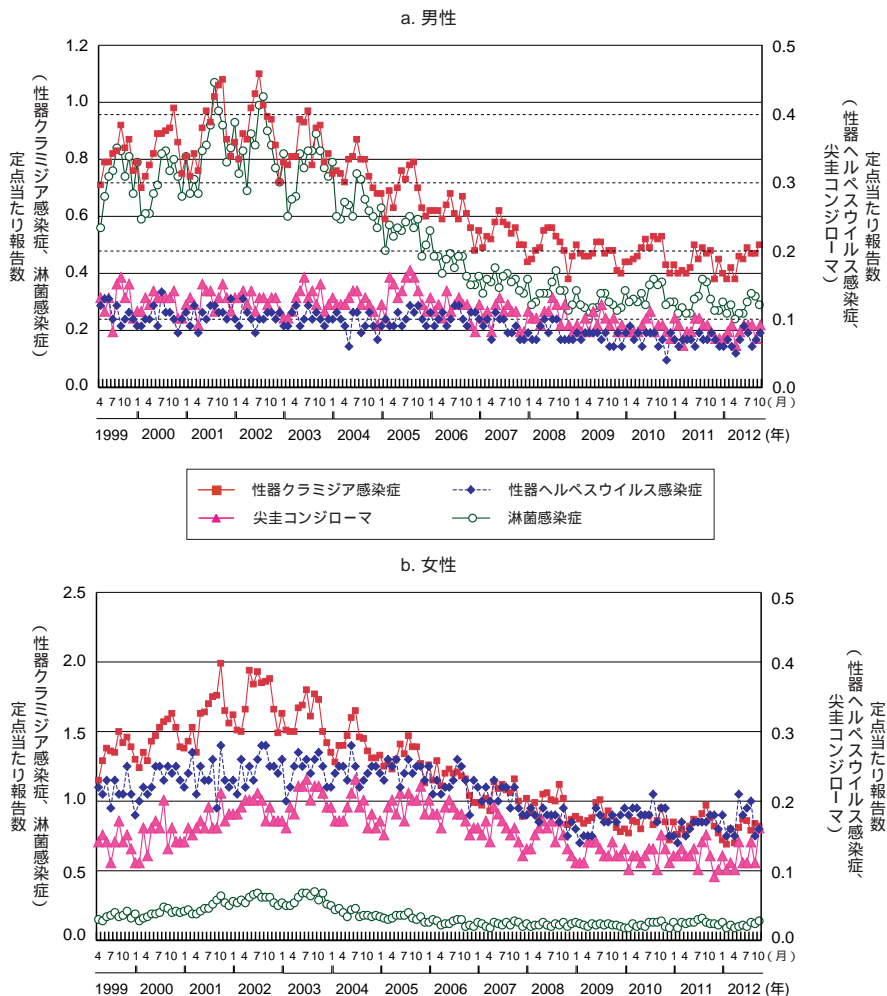 a. 男性
1.2
1.0
0.8
0.6
0.4
0.2
0.0
0.5
0.4
0.3
0.2
0.1
0.0
定点当たり報告数
（性器クラミジア感染症、淋菌感染症）
（性器ヘルペスウイルス感染症、
尖圭コンジローマ）
定点当たり報告数
4 7 10 1 4 7 10 1 4 7 10 1 4 7 10 1 4 7 10 1 4 7 10 1 4 7 10 1 4 7 10 1 4 7 10 1 4 7 10 1 4 7 10 1 4 7 10 1 4 7 10 1 4 7 10 (月)
1999 2000 2001 2002 2003 2004 2005 2006 2007 2008 2009 2010 2011 2012 (年)
性器クラミジア感染症 性器ヘルペスウイルス感染症
尖圭コンジローマ 淋菌感染症
b. 女性
2.5
2.0
1.5
1.0
0.5
0.0
0.5
0.4
0.3
0.2
0.1
0.0
定点当たり報告数
（性器クラミジア感染症、淋菌感染症）
（性器ヘルペスウイルス感染症、
尖圭コンジローマ）
定点当たり報告数
4 7 10 1 4 7 10 1 4 7 10 1 4 7 10 1 4 7 10 1 4 7 10 1 4 7 10 1 4 7 10 1 4 7 10 1 4 7 10 1 4 7 10 1 4 7 10 1 4 7 10 1 4 7 10 (月)
1999 2000 2001 2002 2003 2004 2005 2006 2007 2008 2009 2010 2011 2012 (年)